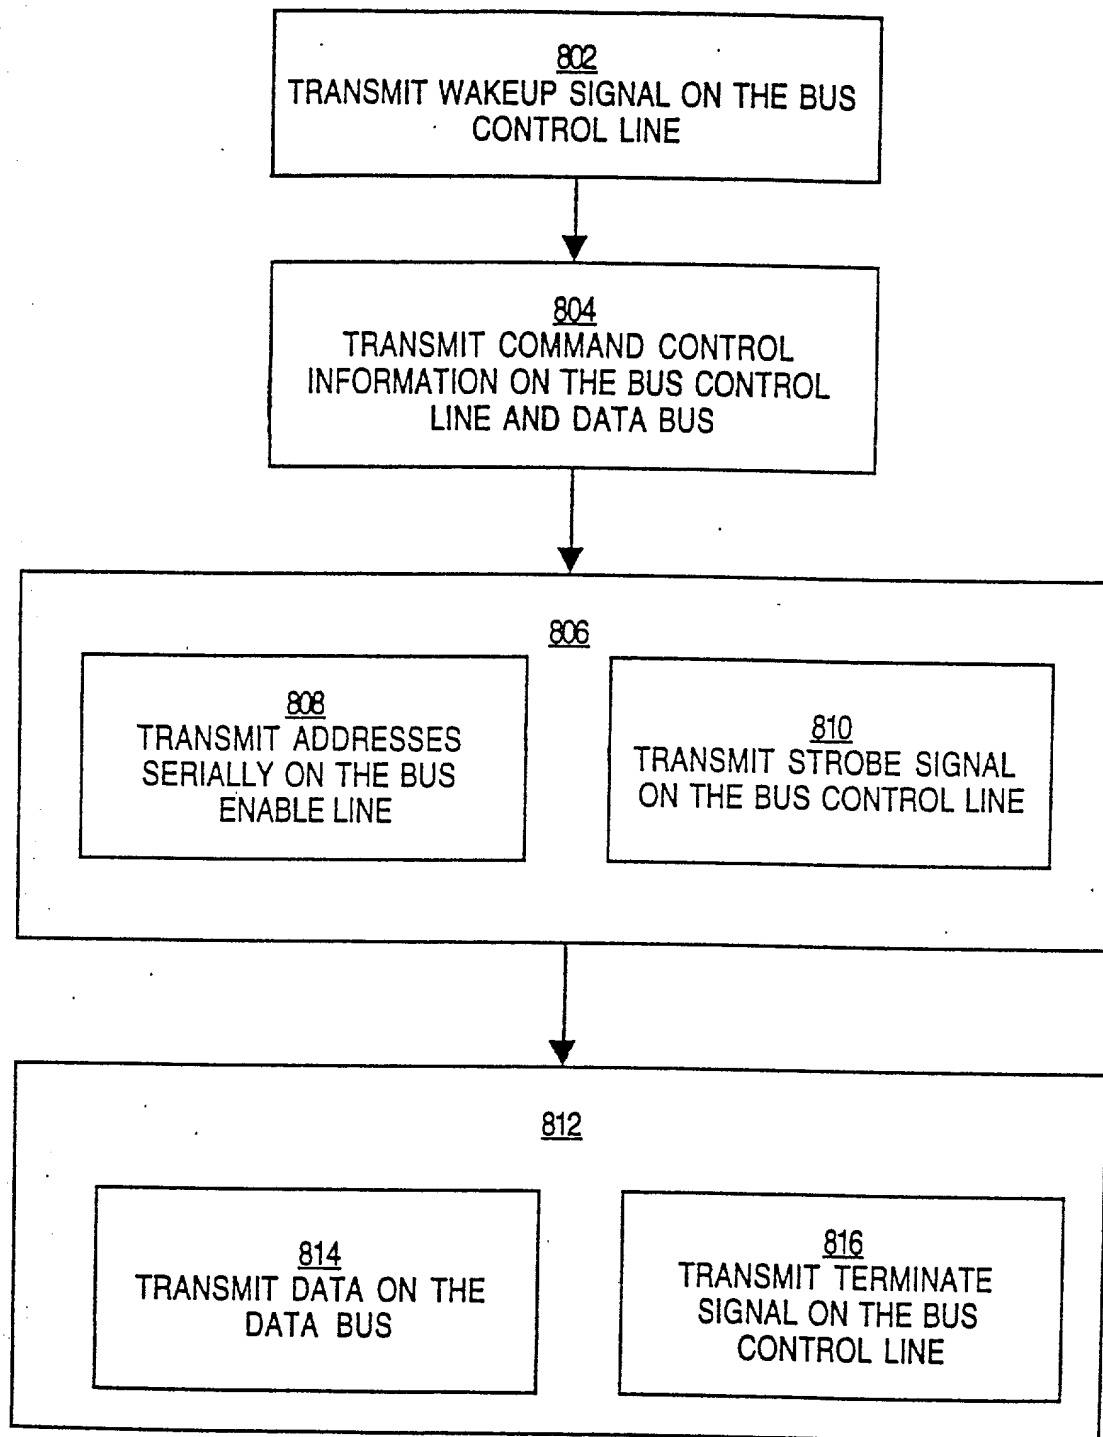 802
TRANSMIT WAKEUP SIGNAL ON THE BUS
CONTROL LINE
804
TRANSMIT COMMAND CONTROL
INFORMATION ON THE BUS CONTROL
LINE AND DATA BUS
806
808
TRANSMIT ADDRESSES
SERIALLY ON THE BUS
ENABLE LINE
810
TRANSMIT STROBE SIGNAL
ON THE BUS CONTROL LINE
812
814
TRANSMIT DATA ON THE
DATA BUS
816
TRANSMIT TERMINATE
SIGNAL ON THE BUS
CONTROL LINE